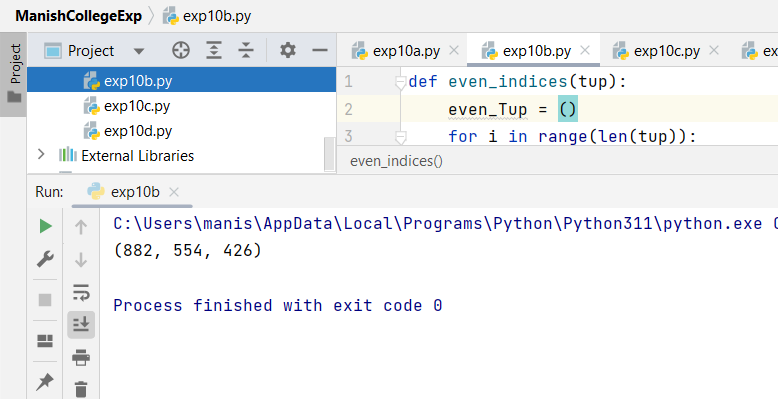 ManishCollegeExp exp10b.py
Project
Project
exp10a.py exp10b.py exp10c.py ex
exp10b.py
exp10c.py
exp10d.py
External Libraries
1 def even_indices(tup):
2 even_Tup = ()
3 for i in range(len(tup)):
even_indices()
Run: exp10b
C:\Users\manis\AppData\Local\Programs\Python\Python311\python.exe
(882, 554, 426)
Process finished with exit code 0